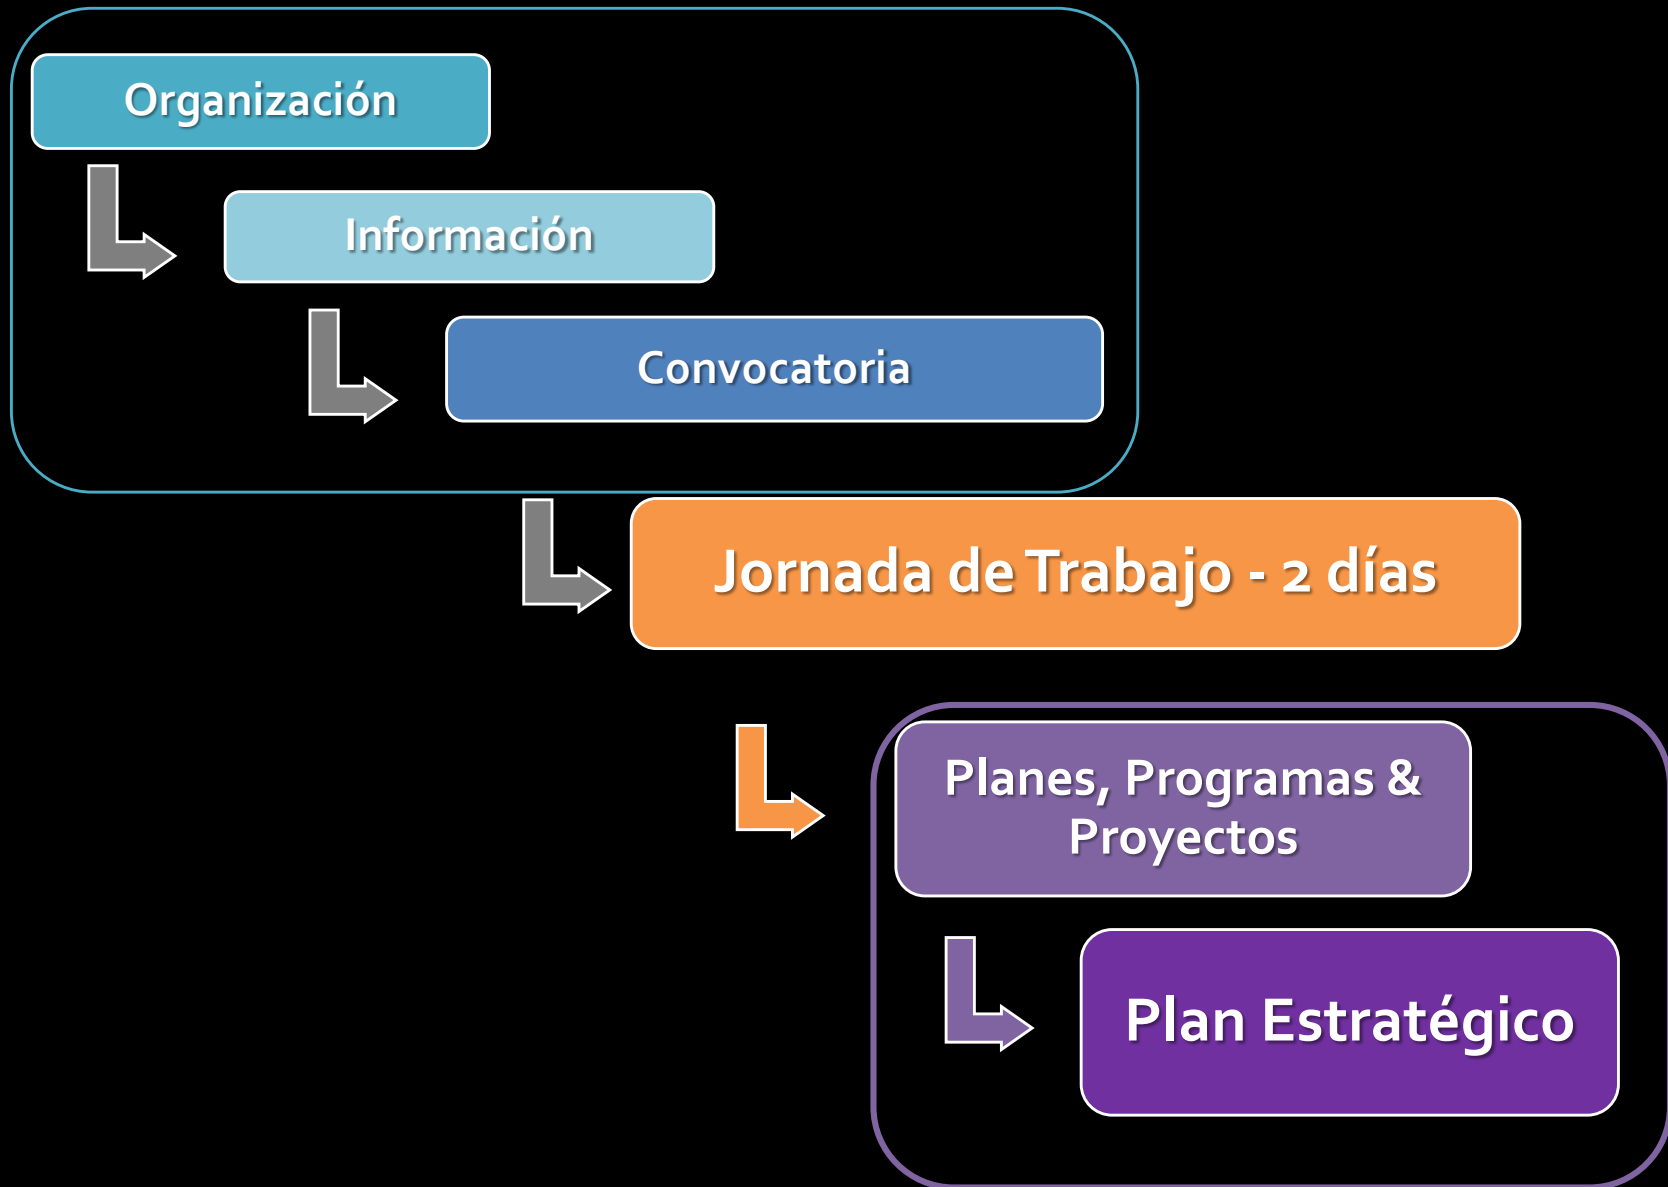 Organización
Información
Convocatoria
Jornada de Trabajo - 2 días
Planes, Programas &
Proyectos
Plan Estratégico